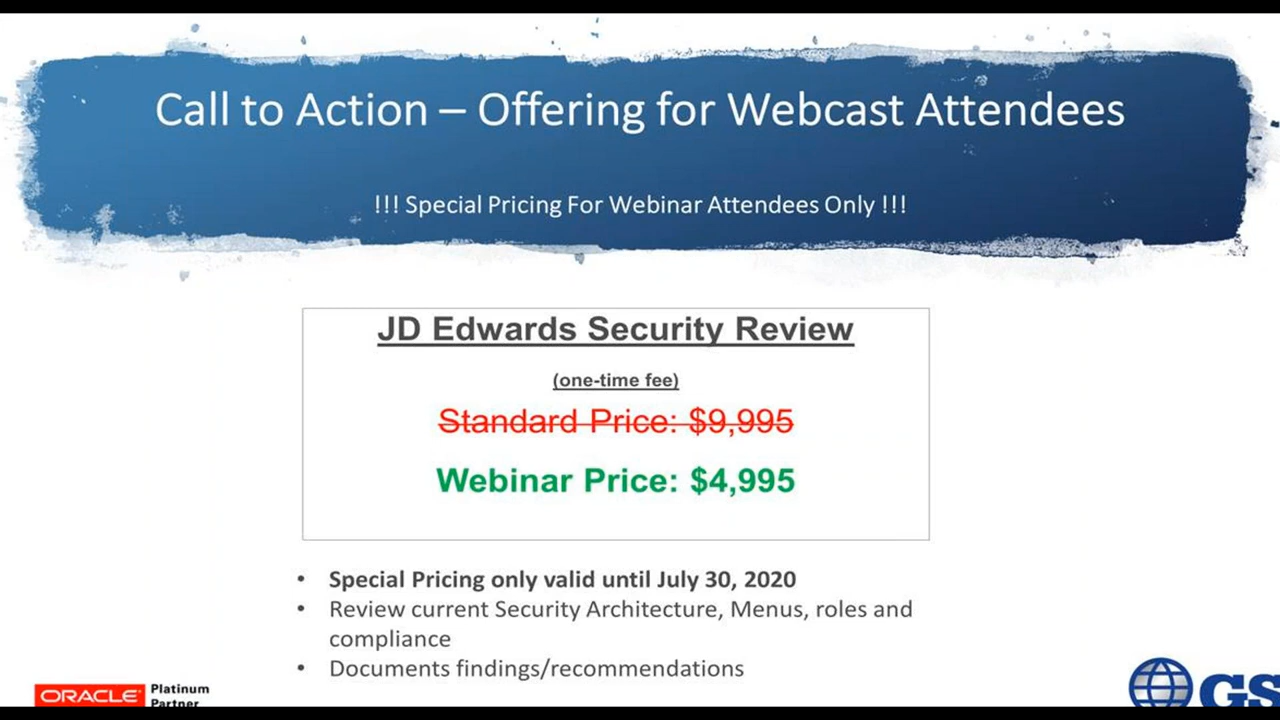 Call to Action – Offering for Webcast Attendees
!!! Special Pricing For Webinar Attendees Only !!!
JD Edwards Security Review
(one-time fee)
Standard Price: $9,995
Webinar Price: $4,995
• Special Pricing only valid until July 30, 2020
• Review current Security Architecture, Menus, roles and
compliance
• Documents findings/recommendations
ORACLE Platinum
Partner
GS